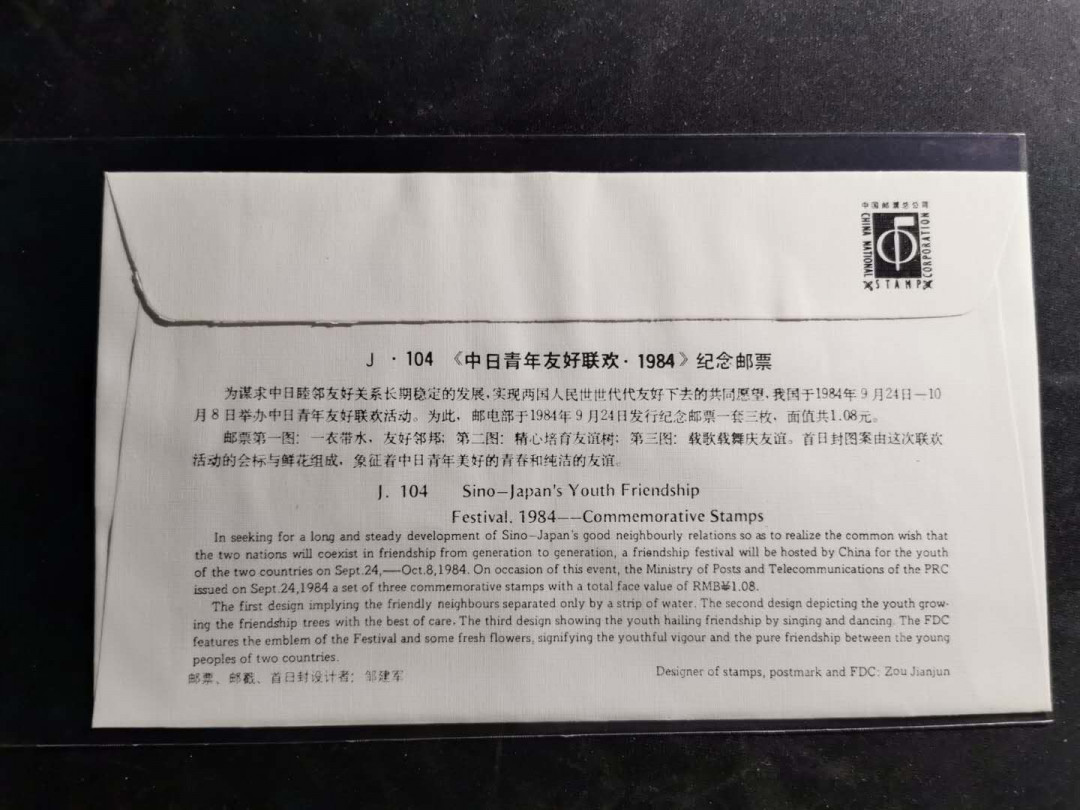 中国邮票总公司
CHINA NATIONAL
STAMP
CORPORATION
J · 104 《中日青年友好联欢·1984》纪念邮票
为谋求中日睦邻友好关系长期稳定的发展，实现两国人民世世代代友好下去的共同愿望，我国于1984年9月24日—10
月8日举办中日青年友好联欢活动。为此，邮电部于1984年9月24日发行纪念邮票一套三枚，面值共1.08元。
邮票第一图：一衣带水，友好邻邦；第二图：精心培育友谊树；第三图：载歌载舞庆友谊。首日封图案由这次联欢
活动的会标与鲜花组成，象征着中日青年美好的青春和纯洁的友谊。
J. 104 Sino—Japan's Youth Friendship
Festival. 1984——Commemorative Stamps
In seeking for a long and steady development of Sino—Japan's good neighbourly relations so as to realize the common wish that
the two nations will coexist in friendship from generation to generation, a friendship festival will be hosted by China for the youth
of the two countries on Sept.24,—Oct.8,1984. On occasion of this event, the Ministry of Posts and Telecommunications of the PRC
issued on Sept.24,1984 a set of three commemorative stamps with a total face value of RMB¥1.08.
The first design implying the friendly neighbours separated only by a strip of water. The second design depicting the youth grow-
ing the friendship trees with the best of care. The third design showing the youth hailing friendship by singing and dancing. The FDC
features the emblem of the Festival and some fresh flowers, signifying the youthful vigour and the pure friendship between the young
peoples of two countries.
邮票、邮戳、首日封设计者：邹建军
Designer of stamps, postmark and FDC: Zou Jianjun